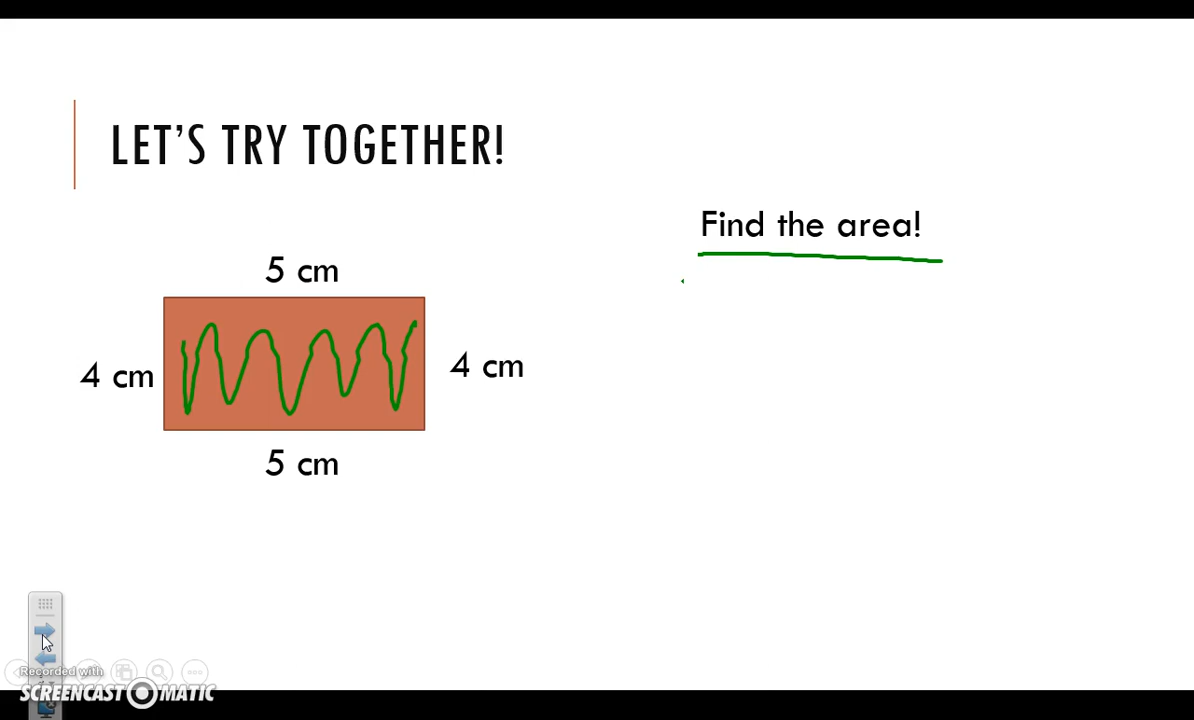 LET'S TRY TOGETHER!
Find the area!
5 cm
4 cm
4 cm
5 cm
Recorded with
SCREENCAST MATIC